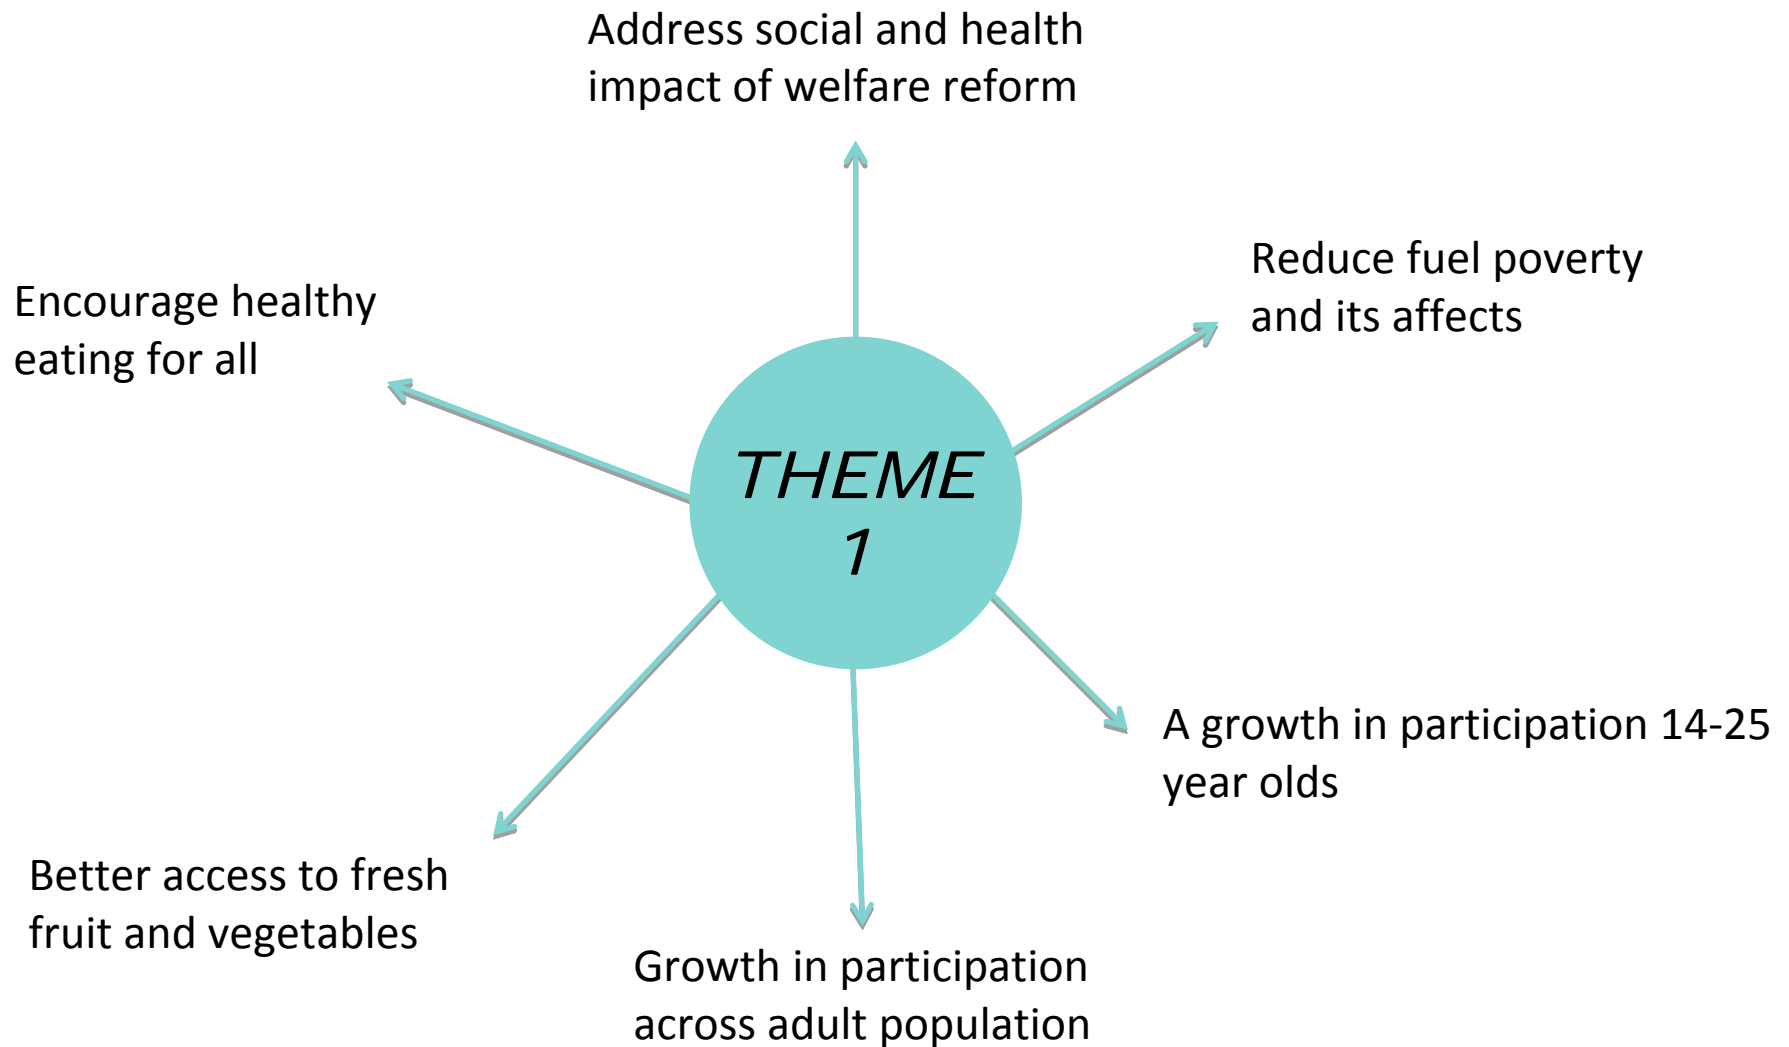 Address social and health
impact of welfare reform
Reduce fuel poverty
and its affects
Encourage healthy
eating for all
THEME
1
A growth in participation 14-25
year olds
Better access to fresh
fruit and vegetables
Growth in participation
across adult population